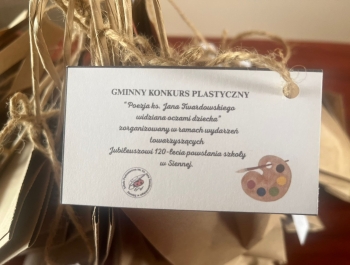 GMINNY KONKURS PLASTYCZNY
"Poezja ks. Jana Twardowskiego
widziana oczami dziecka"
zorganizowany w ramach wydarzeń
towarzyszących
Jubileuszowi 120-lecia powstania szkoły
w Siennej.